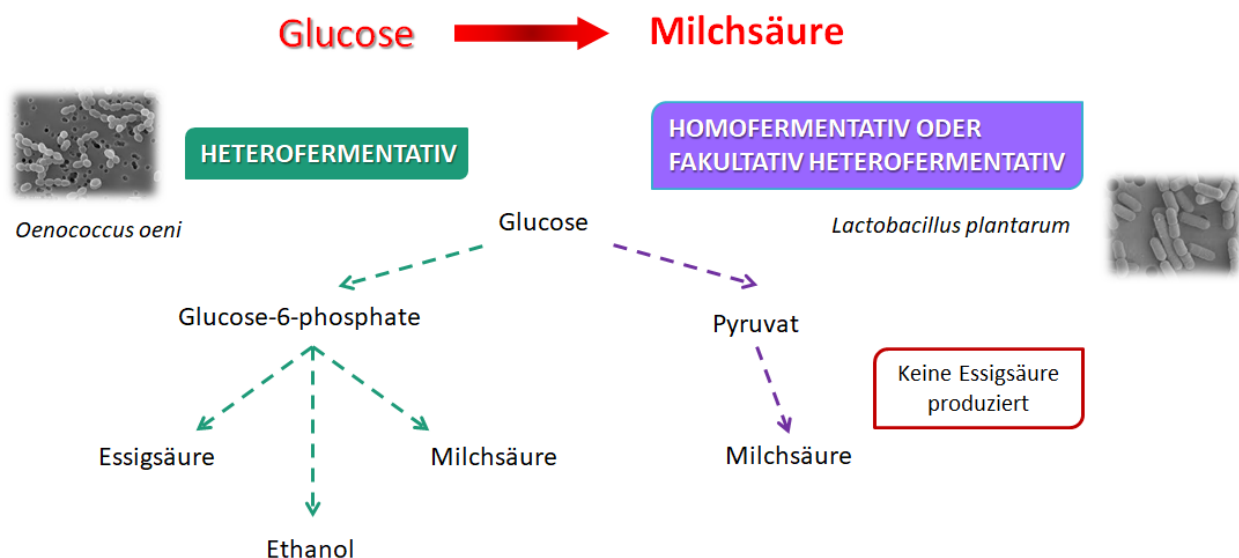 Glucose
Milchsäure
HETEROFERMENTATIV
HOMOFERMENTATIV ODER
FAKULTATIV HETEROFERMENTATIV
Oenococcus oeni
Glucose
Lactobacillus plantarum
Glucose-6-phosphate
Pyruvat
Keine Essigsäure
produziert
Essigsäure
Milchsäure
Milchsäure
Ethanol